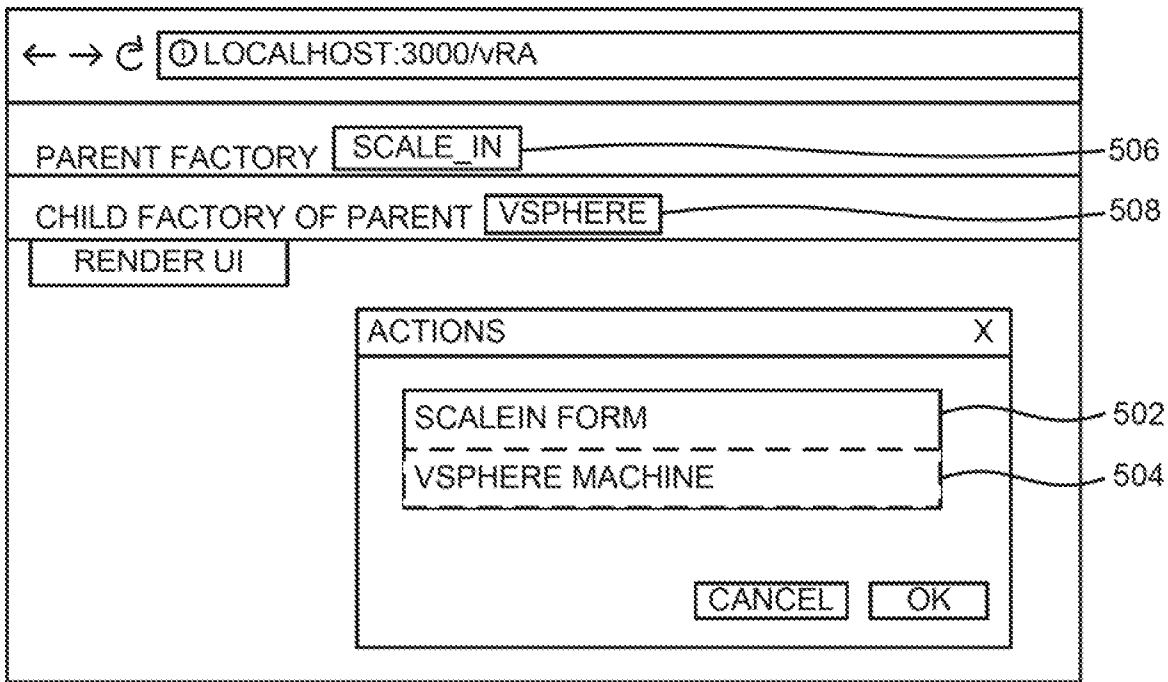 ← → ⓘ LOCALHOST:3000/vRA
PARENT FACTORY SCALE_IN 506
CHILD FACTORY OF PARENT VSPHERE 508
RENDER UI
ACTIONS X
SCALEIN FORM 502
VSPHERE MACHINE 504
CANCEL OK